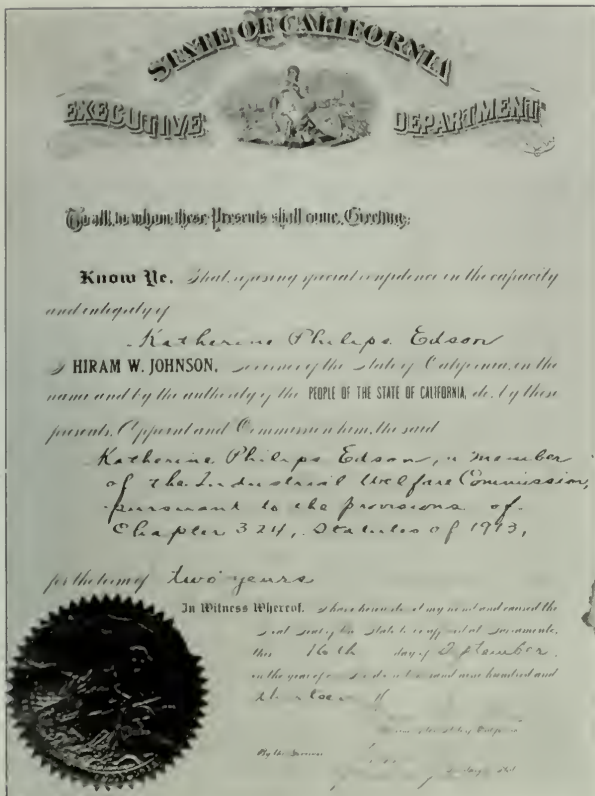 STATE OF CALIFORNIA
EXECUTIVE DEPARTMENT
To all to whom these Presents shall come, Greeting:
Know Ye, That, reposing special confidence in the capacity
and integrity of
Katherine Philips Edson
I HIRAM W. JOHNSON, Governor of the State of California, in the
name and by the authority of the PEOPLE OF THE STATE OF CALIFORNIA, do, by these
presents, Appoint and Commission him, the said
Katherine Philips Edson, a member
of the Industrial Welfare Commission,
pursuant to the provisions of
Chapter 324, Statutes of 1913,
for the term of two years
In Witness Whereof, I have hereunto set my hand and caused the
Great Seal of the State to be affixed at Sacramento,
this 16th day of September,
in the year of our Lord one thousand nine hundred and
thirteen
By the Governor